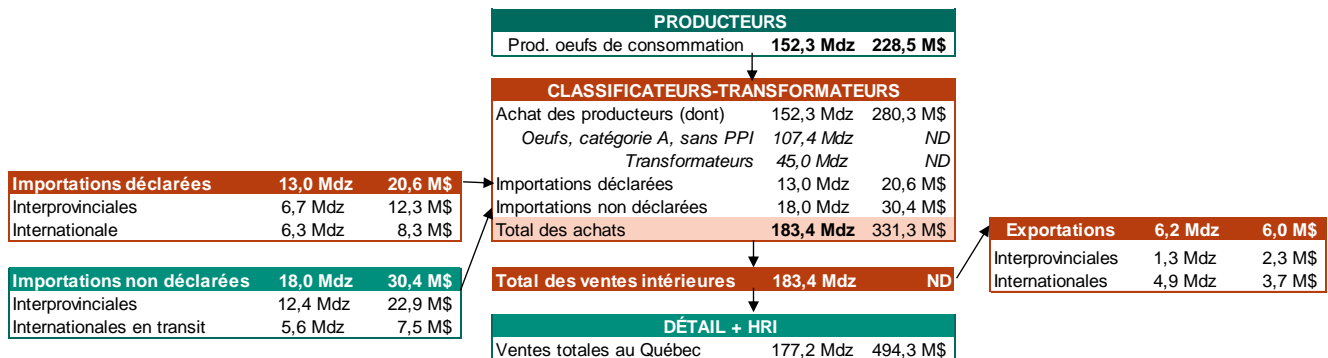 PRODUCTEURS
Prod. oeufs de consommation 152,3 Mdz 228,5 M$
CLASSIFICATEURS-TRANSFORMATEURS
Achat des producteurs (dont) 152,3 Mdz 280,3 M$
Oeufs, catégorie A, sans PPI 107,4 Mdz ND
Transformateurs 45,0 Mdz ND
Importations déclarées 13,0 Mdz 20,6 M$
Importations non déclarées 18,0 Mdz 30,4 M$
Total des achats 183,4 Mdz 331,3 M$
Importations déclarées 13,0 Mdz 20,6 M$
Interprovinciales 6,7 Mdz 12,3 M$
Internationale 6,3 Mdz 8,3 M$
Importations non déclarées 18,0 Mdz 30,4 M$
Interprovinciales 12,4 Mdz 22,9 M$
Internationales en transit 5,6 Mdz 7,5 M$
Total des ventes intérieures 183,4 Mdz ND
Exportations 6,2 Mdz 6,0 M$
Interprovinciales 1,3 Mdz 2,3 M$
Internationales 4,9 Mdz 3,7 M$
DÉTAIL + HRI
Ventes totales au Québec 177,2 Mdz 494,3 M$